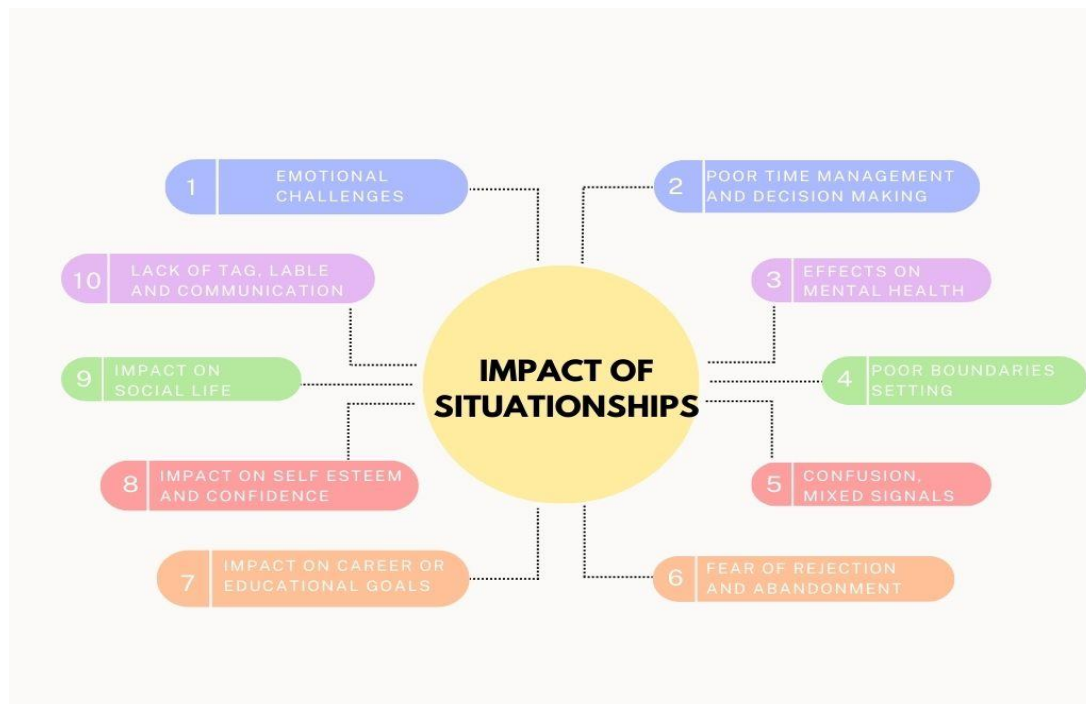 1
EMOTIONAL
CHALLENGES
2
POOR TIME MANAGEMENT
AND DECISION MAKING
10
LACK OF TAG, LABLE
AND COMMUNICATION
3
EFFECTS ON
MENTAL HEALTH
IMPACT OF
SITUATIONSHIPS
9
IMPACT ON
SOCIAL LIFE
4
POOR BOUNDARIES
SETTING
8
IMPACT ON SELF ESTEEM
AND CONFIDENCE
5
CONFUSION,
MIXED SIGNALS
7
IMPACT ON CAREER OR
EDUCATIONAL GOALS
6
FEAR OF REJECTION
AND ABANDONMENT